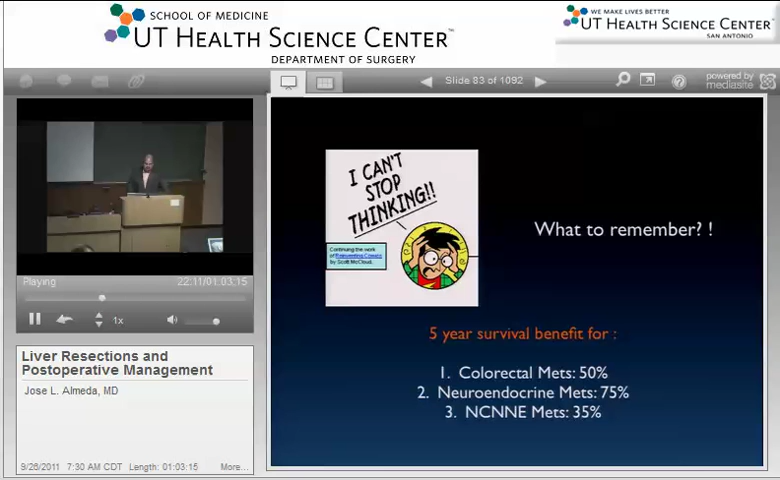 SCHOOL OF MEDICINE
UT HEALTH SCIENCE CENTER™
DEPARTMENT OF SURGERY
WE MAKE LIVES BETTER
UT HEALTH SCIENCE CENTER
SAN ANTONIO
Slide 83 of 1092
powered by
mediasite
I CAN'T
STOP
THINKING!!
Continuing the work
of Reinventing Comics
by Scott McCloud.
What to remember? !
Playing
22:11/01:03:15
1x
5 year survival benefit for :
1. Colorectal Mets: 50%
2. Neuroendocrine Mets: 75%
3. NCNNE Mets: 35%
Liver Resections and
Postoperative Management
Jose L. Almeda, MD
9/26/2011 7:30 AM CDT Length: 01:03:15 More...